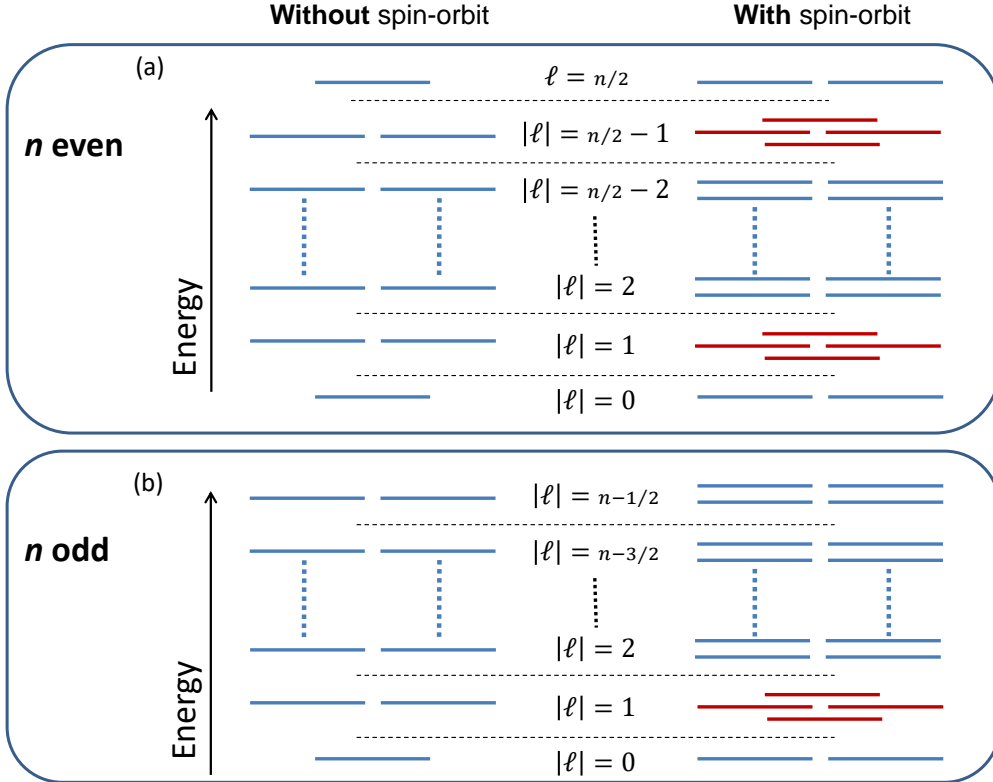 Without spin-orbit
With spin-orbit
(a)
n even
Energy
ℓ = n/2
|ℓ| = n/2 − 1
|ℓ| = n/2 − 2
|ℓ| = 2
|ℓ| = 1
|ℓ| = 0
(b)
n odd
Energy
|ℓ| = n−1/2
|ℓ| = n−3/2
|ℓ| = 2
|ℓ| = 1
|ℓ| = 0